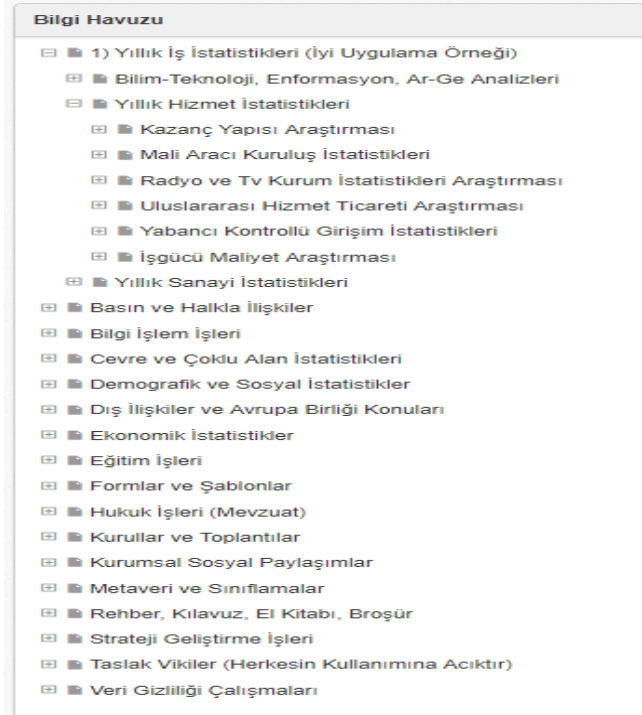 Bilgi Havuzu
1) Yıllık İş İstatistikleri (İyi Uygulama Örneği)
Bilim-Teknoloji, Enformasyon, Ar-Ge Analizleri
Yıllık Hizmet İstatistikleri
Kazanç Yapısı Araştırması
Mali Aracı Kuruluş İstatistikleri
Radyo ve Tv Kurum İstatistikleri Araştırması
Uluslararası Hizmet Ticareti Araştırması
Yabancı Kontrollü Girişim İstatistikleri
İşgücü Maliyet Araştırması
Yıllık Sanayi İstatistikleri
Basın ve Halkla İlişkiler
Bilgi İşlem İşleri
Cevre ve Çoklu Alan İstatistikleri
Demografik ve Sosyal İstatistikler
Dış İlişkiler ve Avrupa Birliği Konuları
Ekonomik İstatistikler
Eğitim İşleri
Formlar ve Şablonlar
Hukuk İşleri (Mevzuat)
Kurullar ve Toplantılar
Kurumsal Sosyal Paylaşımlar
Metaveri ve Sınıflamalar
Rehber, Kılavuz, El Kitabı, Broşür
Strateji Geliştirme İşleri
Taslak Vikiler (Herkesin Kullanımına Acıktır)
Veri Gizliliği Çalışmaları